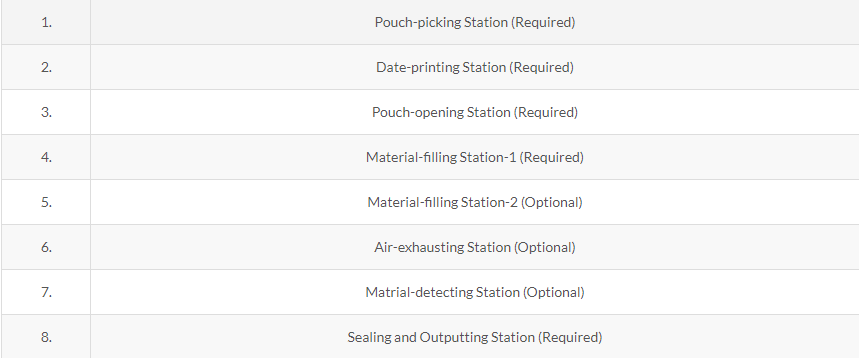 1. Pouch-picking Station (Required)
2. Date-printing Station (Required)
3. Pouch-opening Station (Required)
4. Material-filling Station-1 (Required)
5. Material-filling Station-2 (Optional)
6. Air-exhausting Station (Optional)
7. Matrial-detecting Station (Optional)
8. Sealing and Outputting Station (Required)